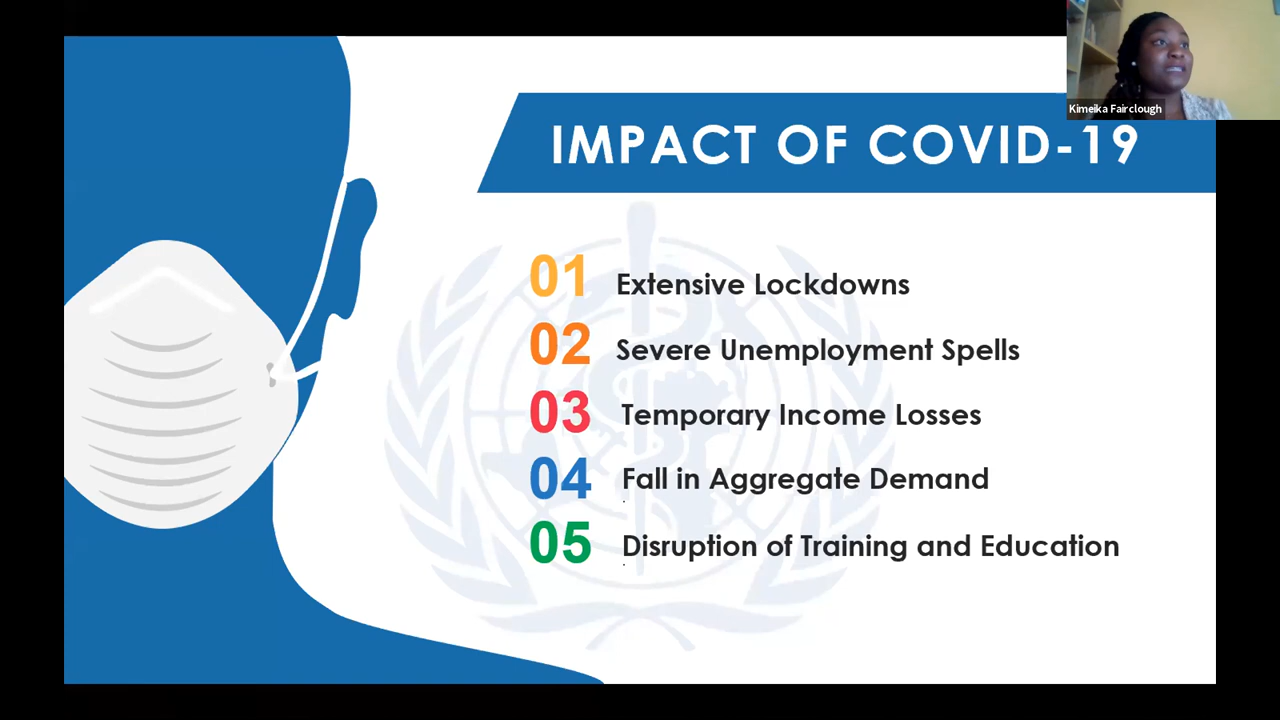 Kimeika Fairclough
IMPACT OF COVID-19
01 Extensive Lockdowns
02 Severe Unemployment Spells
03 Temporary Income Losses
04 Fall in Aggregate Demand
05 Disruption of Training and Education